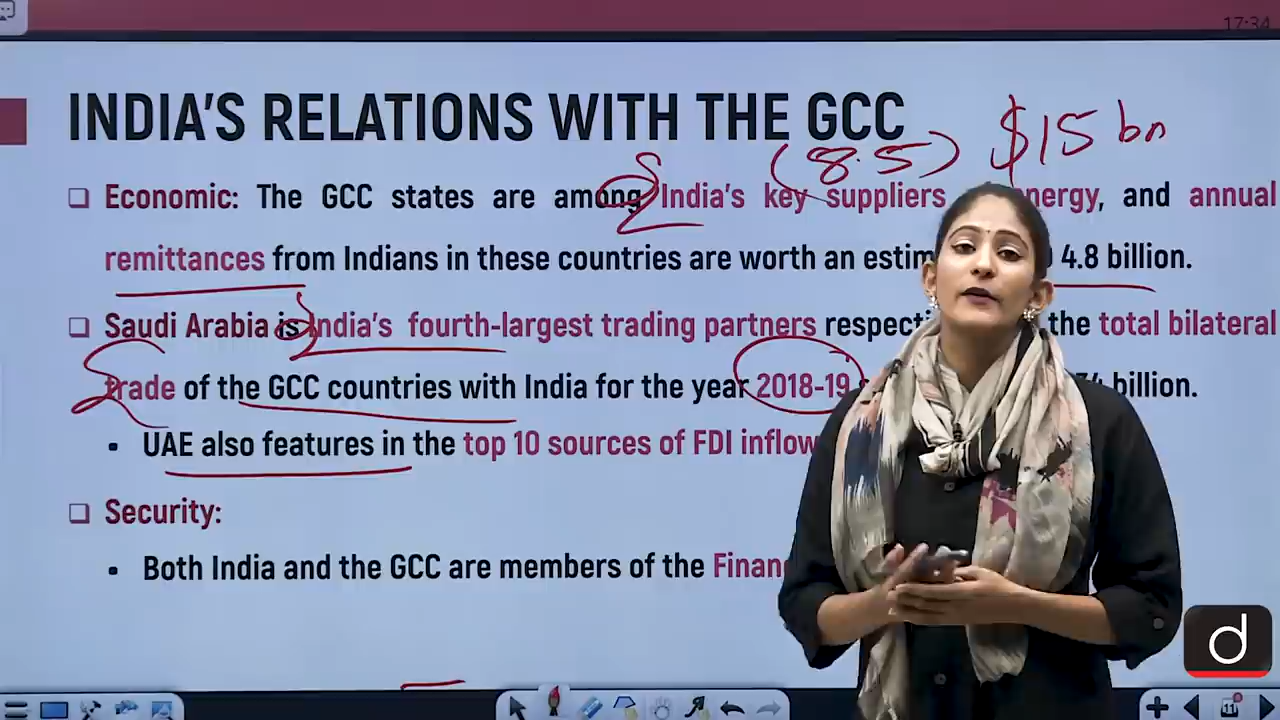 17:34
INDIA'S RELATIONS WITH THE GCC
$15 bn
(8.5)
❑ Economic: The GCC states are among India's key suppliers energy, and annual
remittances from Indians in these countries are worth an 4.8 billion.
❑ Saudi Arabia is India's fourth-largest trading partners the total bilateral
trade of the GCC countries with India for the year 2018-19 billion.
▪ UAE also features in the top 10 sources of FDI
❑ Security:
▪ Both India and the GCC are members of the
d
11